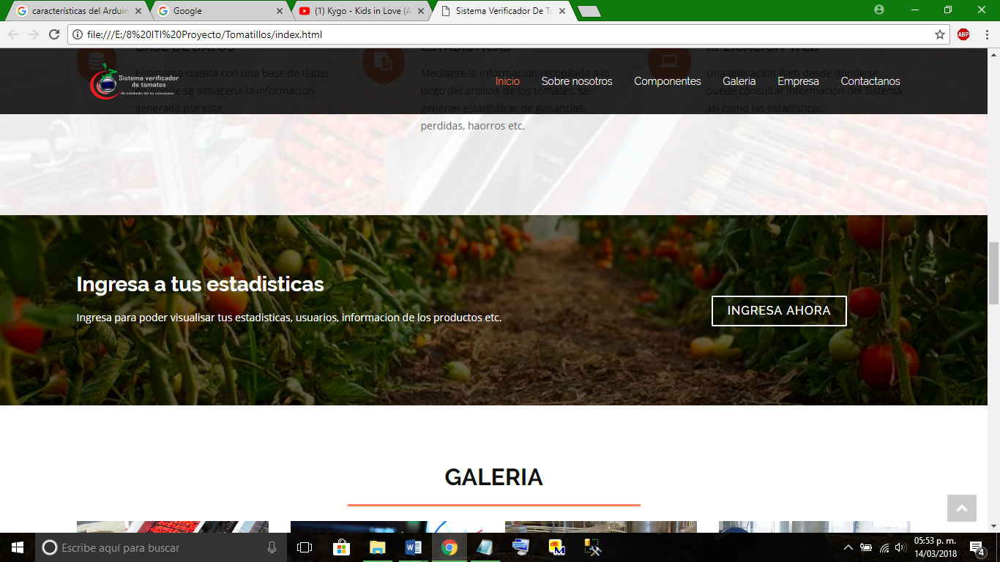 características del Arduin
Google
(1) Kygo - Kids in Love (A
Sistema Verificador De To
file:///E:/8%20ITI%20Proyecto/Tomatillos/index.html
ABP
BASE DE DATOS
ESTADISTICAS
APLICACION WEB
Sistema verificador
de tomates
Al cuidado de tu consumo
Inicio
Sobre nosotros
Componentes
Galeria
Empresa
Contactanos
El sistema cuenta con una base de datos
donde se almacena la informacion
generada por este.
Mediante la informacion recopilada a lo
largo del analizis de los tomates, se
generan estadisticas de ganancias,
perdidas, haorros etc.
Una aplicacion Web desde donde se
puede consultar informacion del Sistema,
asi como las estadisticas.
Ingresa a tus estadisticas
Ingresa para poder visualisar tus estadisticas, usuarios, informacion de los productos etc.
INGRESA AHORA
GALERIA
Escribe aquí para buscar
05:53 p. m.
14/03/2018
4